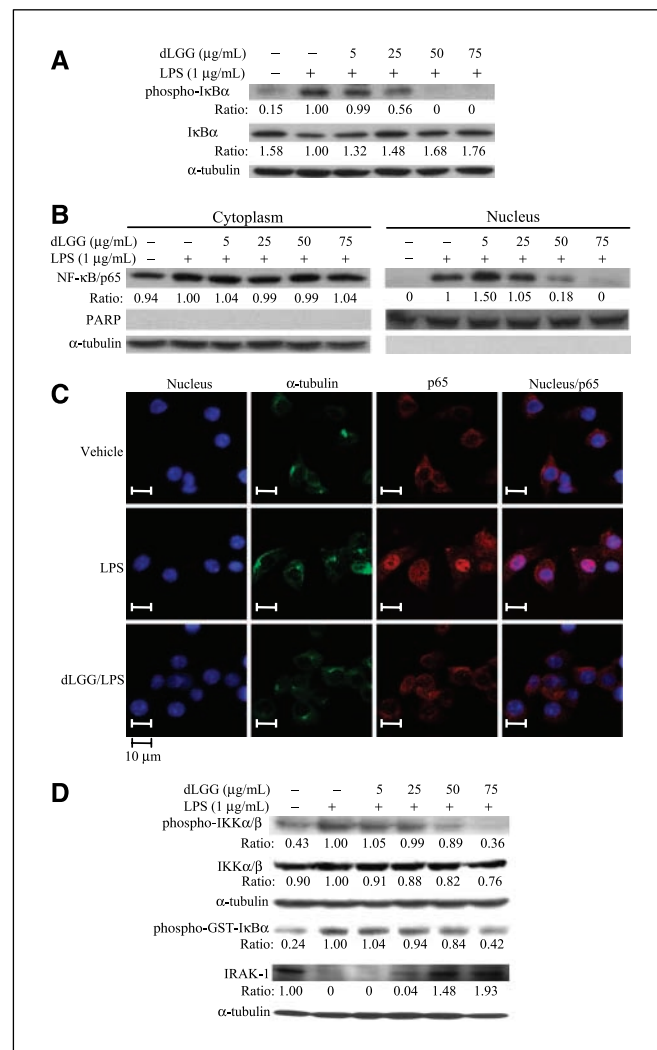 A
dLGG (μg/mL) – – 5 25 50 75
LPS (1 μg/mL) – + + + + +
phospho-IκBα
Ratio: 0.15 1.00 0.99 0.56 0 0
IκBα
Ratio: 1.58 1.00 1.32 1.48 1.68 1.76
α-tubulin
B
Cytoplasm Nucleus
dLGG (μg/mL) – – 5 25 50 75 – – 5 25 50 75
LPS (1 μg/mL) – + + + + + – + + + + +
NF-κB/p65
Ratio: 0.94 1.00 1.04 0.99 0.99 1.04 0 1 1.50 1.05 0.18 0
PARP
α-tubulin
C
Nucleus α-tubulin p65 Nucleus/p65
Vehicle
LPS
dLGG/LPS
10 μm
D
dLGG (μg/mL) – – 5 25 50 75
LPS (1 μg/mL) – + + + + +
phospho-IKKα/β
Ratio: 0.43 1.00 1.05 0.99 0.89 0.36
IKKα/β
Ratio: 0.90 1.00 0.91 0.88 0.82 0.76
α-tubulin
phospho-GST-IκBα
Ratio: 0.24 1.00 1.04 0.94 0.84 0.42
IRAK-1
Ratio: 1.00 0 0 0.04 1.48 1.93
α-tubulin